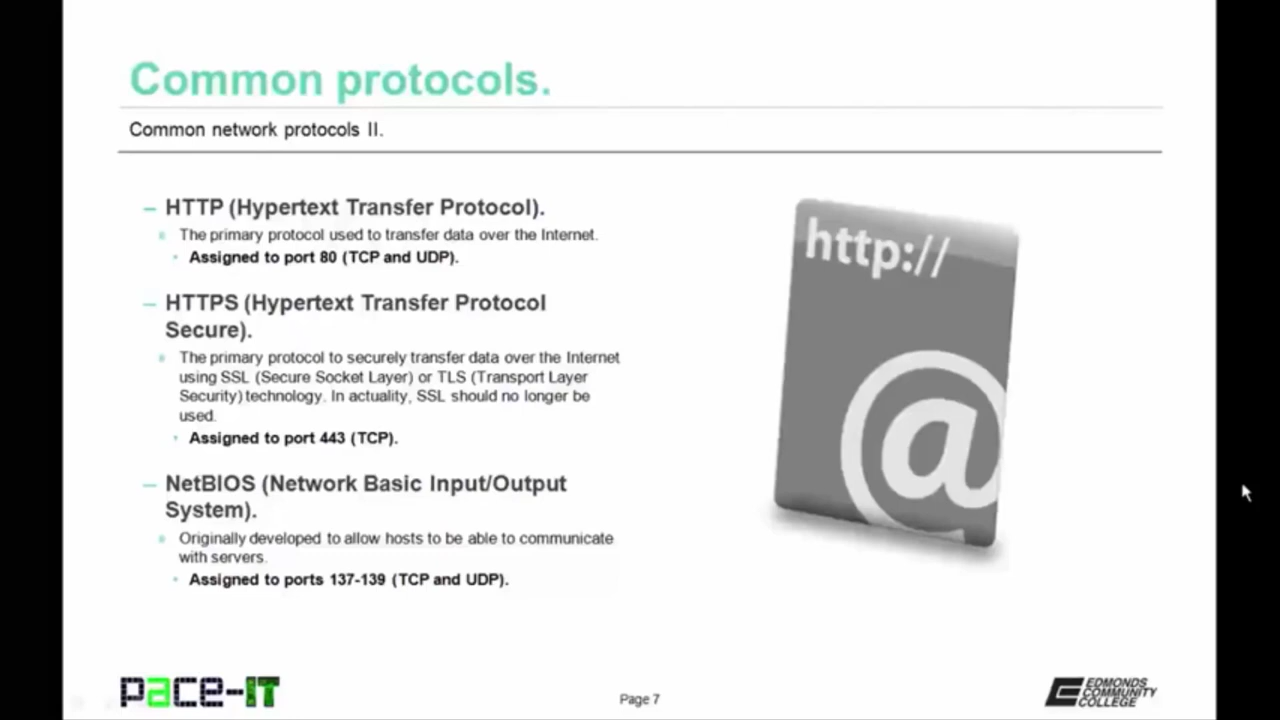 Common protocols.
Common network protocols II.
– HTTP (Hypertext Transfer Protocol).
The primary protocol used to transfer data over the Internet.
Assigned to port 80 (TCP and UDP).
– HTTPS (Hypertext Transfer Protocol
Secure).
The primary protocol to securely transfer data over the Internet
using SSL (Secure Socket Layer) or TLS (Transport Layer
Security) technology. In actuality, SSL should no longer be
used.
Assigned to port 443 (TCP).
– NetBIOS (Network Basic Input/Output
System).
Originally developed to allow hosts to be able to communicate
with servers.
Assigned to ports 137-139 (TCP and UDP).
http://
@
pace-IT
Page 7
EDMONDS
COMMUNITY
COLLEGE